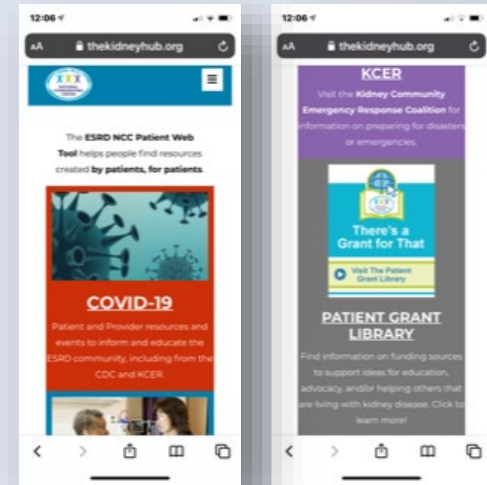 12:06
AA thekidneyhub.org
The ESRD NCC Patient Web
Tool helps people find resources
created by patients, for patients.
COVID-19
Patient and Provider resources and
events to inform and educate the
ESRD community, including from the
CDC and KCER.
12:06
AA thekidneyhub.org
KCER
Visit the Kidney Community
Emergency Response Coalition for
information on preparing for disasters
or emergencies.
There's a
Grant for That
Visit The Patient
Grant Library
PATIENT GRANT
LIBRARY
Find information on funding sources
to support ideas for education,
advocacy, and/or helping others that
are living with kidney disease. Click to
learn more!